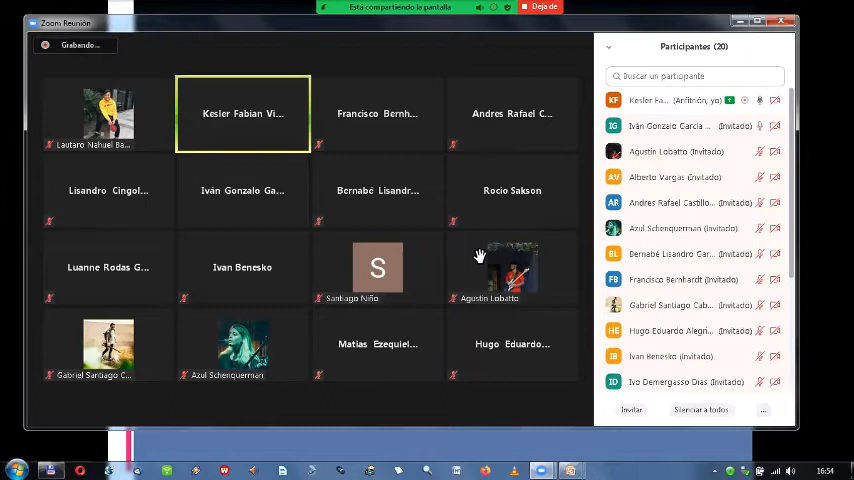 Está compartiendo la pantalla
Deja de
Zoom Reunión
Grabando...
Lautaro Nahuel Ba...
Kesler Fabian Vi...
Francisco Bernh...
Andres Rafael C...
Lisandro Cingol...
Iván Gonzalo Ga...
Bernabé Lisandr...
Rocio Sakson
Luanne Rodas G...
Ivan Benesko
S
Santiago Niño
Agustin Lobatto
Gabriel Santiago C...
Azul Schenquerman
Matias Ezequiel...
Hugo Eduardo...
Participantes (20)
Buscar un participante
KF Kesler Fa... (Anfitrión, yo)
IG Iván Gonzalo García ... (Invitado)
Agustin Lobatto (Invitado)
AV Alberto Vargas (Invitado)
AR Andres Rafael Castillo... (Invitado)
Azul Schenquerman (Invitado)
BL Bernabé Lisandro Gar... (Invitado)
FB Francisco Bernhardt (Invitado)
Gabriel Santiago Cab... (Invitado)
HE Hugo Eduardo Alegri... (Invitado)
IB Ivan Benesko (Invitado)
ID Ivo Demergasso Dias (Invitado)
Invitar
Silenciar a todos
...
16:54